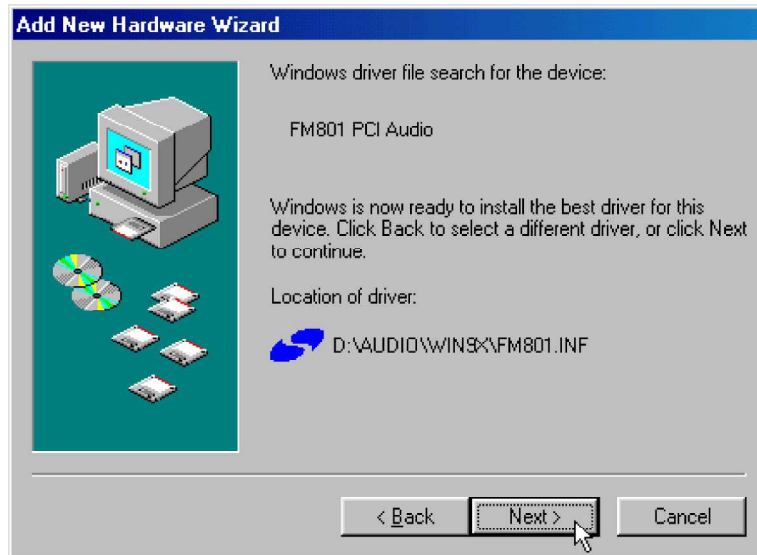 Add New Hardware Wizard
Windows driver file search for the device:
FM801 PCI Audio
Windows is now ready to install the best driver for this
device. Click Back to select a different driver, or click Next
to continue.
Location of driver:
D:\AUDIO\WIN9X\FM801.INF
< Back
Next >
Cancel